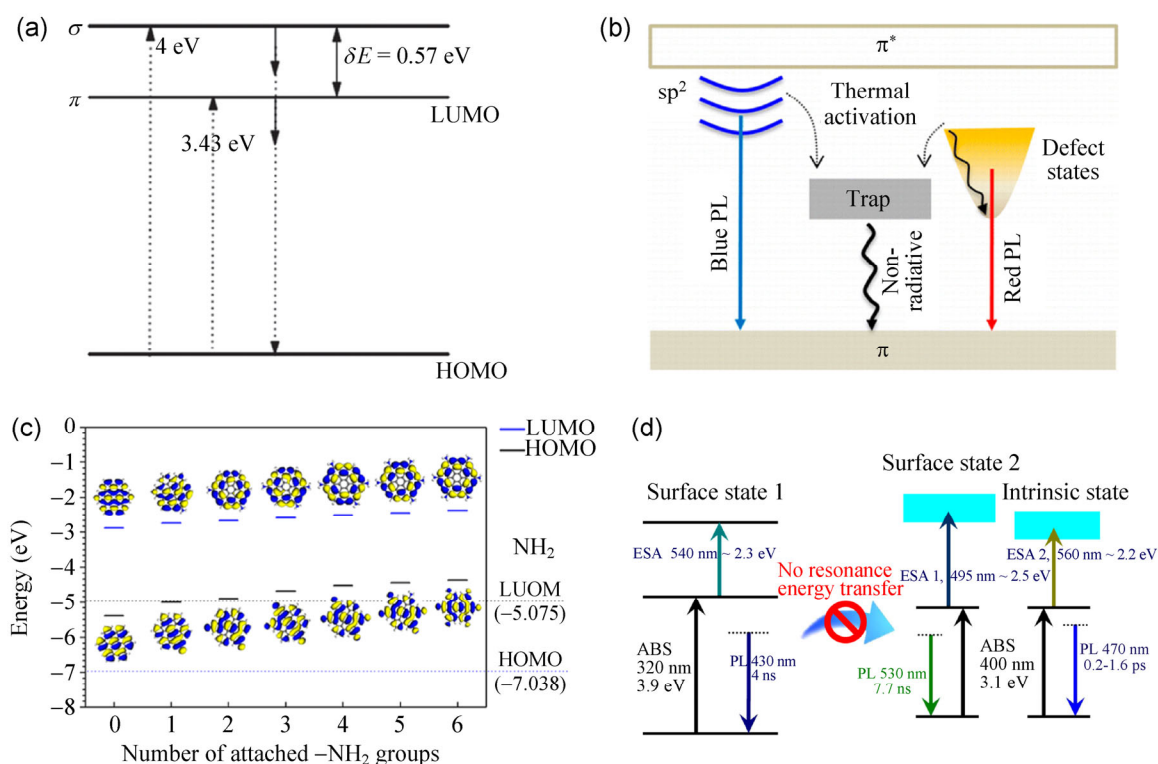 (a)
σ
4 eV
δE = 0.57 eV
π
LUMO
3.43 eV
HOMO
(b)
π*
sp2
Thermal
activation
Defect
states
Trap
Blue PL
Non-
radiative
Red PL
π
(c)
0
−1
−2
−3
−4
−5
−6
−7
−8
Energy (eV)
LUMO
HOMO
NH2
LUOM
(−5.075)
HOMO
(−7.038)
0 1 2 3 4 5 6
Number of attached −NH2 groups
(d)
Surface state 1
ESA 540 nm ~ 2.3 eV
ABS
320 nm
3.9 eV
PL 430 nm
4 ns
No resonance
energy transfer
Surface state 2
Intrinsic state
ESA 2, 560 nm ~ 2.2 eV
ESA 1, 495 nm ~ 2.5 eV
PL 530 nm
7.7 ns
ABS
400 nm
3.1 eV
PL 470 nm
0.2-1.6 ps